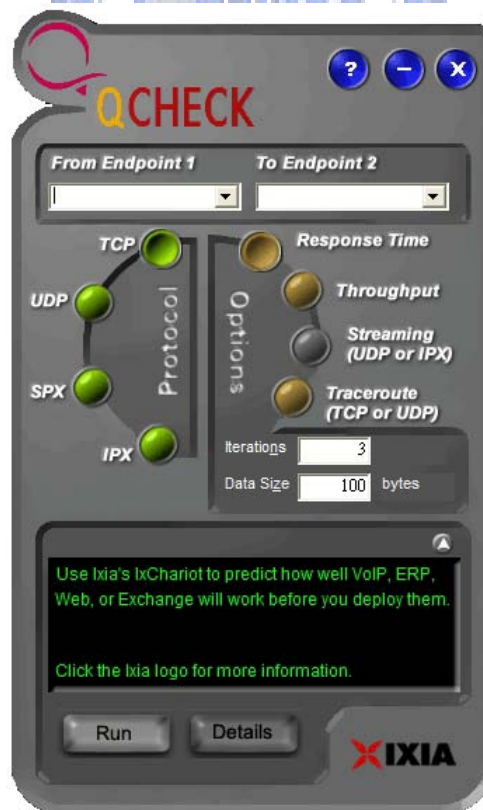 ? – X
QCHECK
From Endpoint 1 To Endpoint 2
TCP
UDP
SPX
IPX
Protocol
Options
Response Time
Throughput
Streaming
(UDP or IPX)
Traceroute
(TCP or UDP)
Iterations 3
Data Size 100 bytes
Use Ixia's IxChariot to predict how well VoIP, ERP,
Web, or Exchange will work before you deploy them.
Click the Ixia logo for more information.
Run Details
IXIA